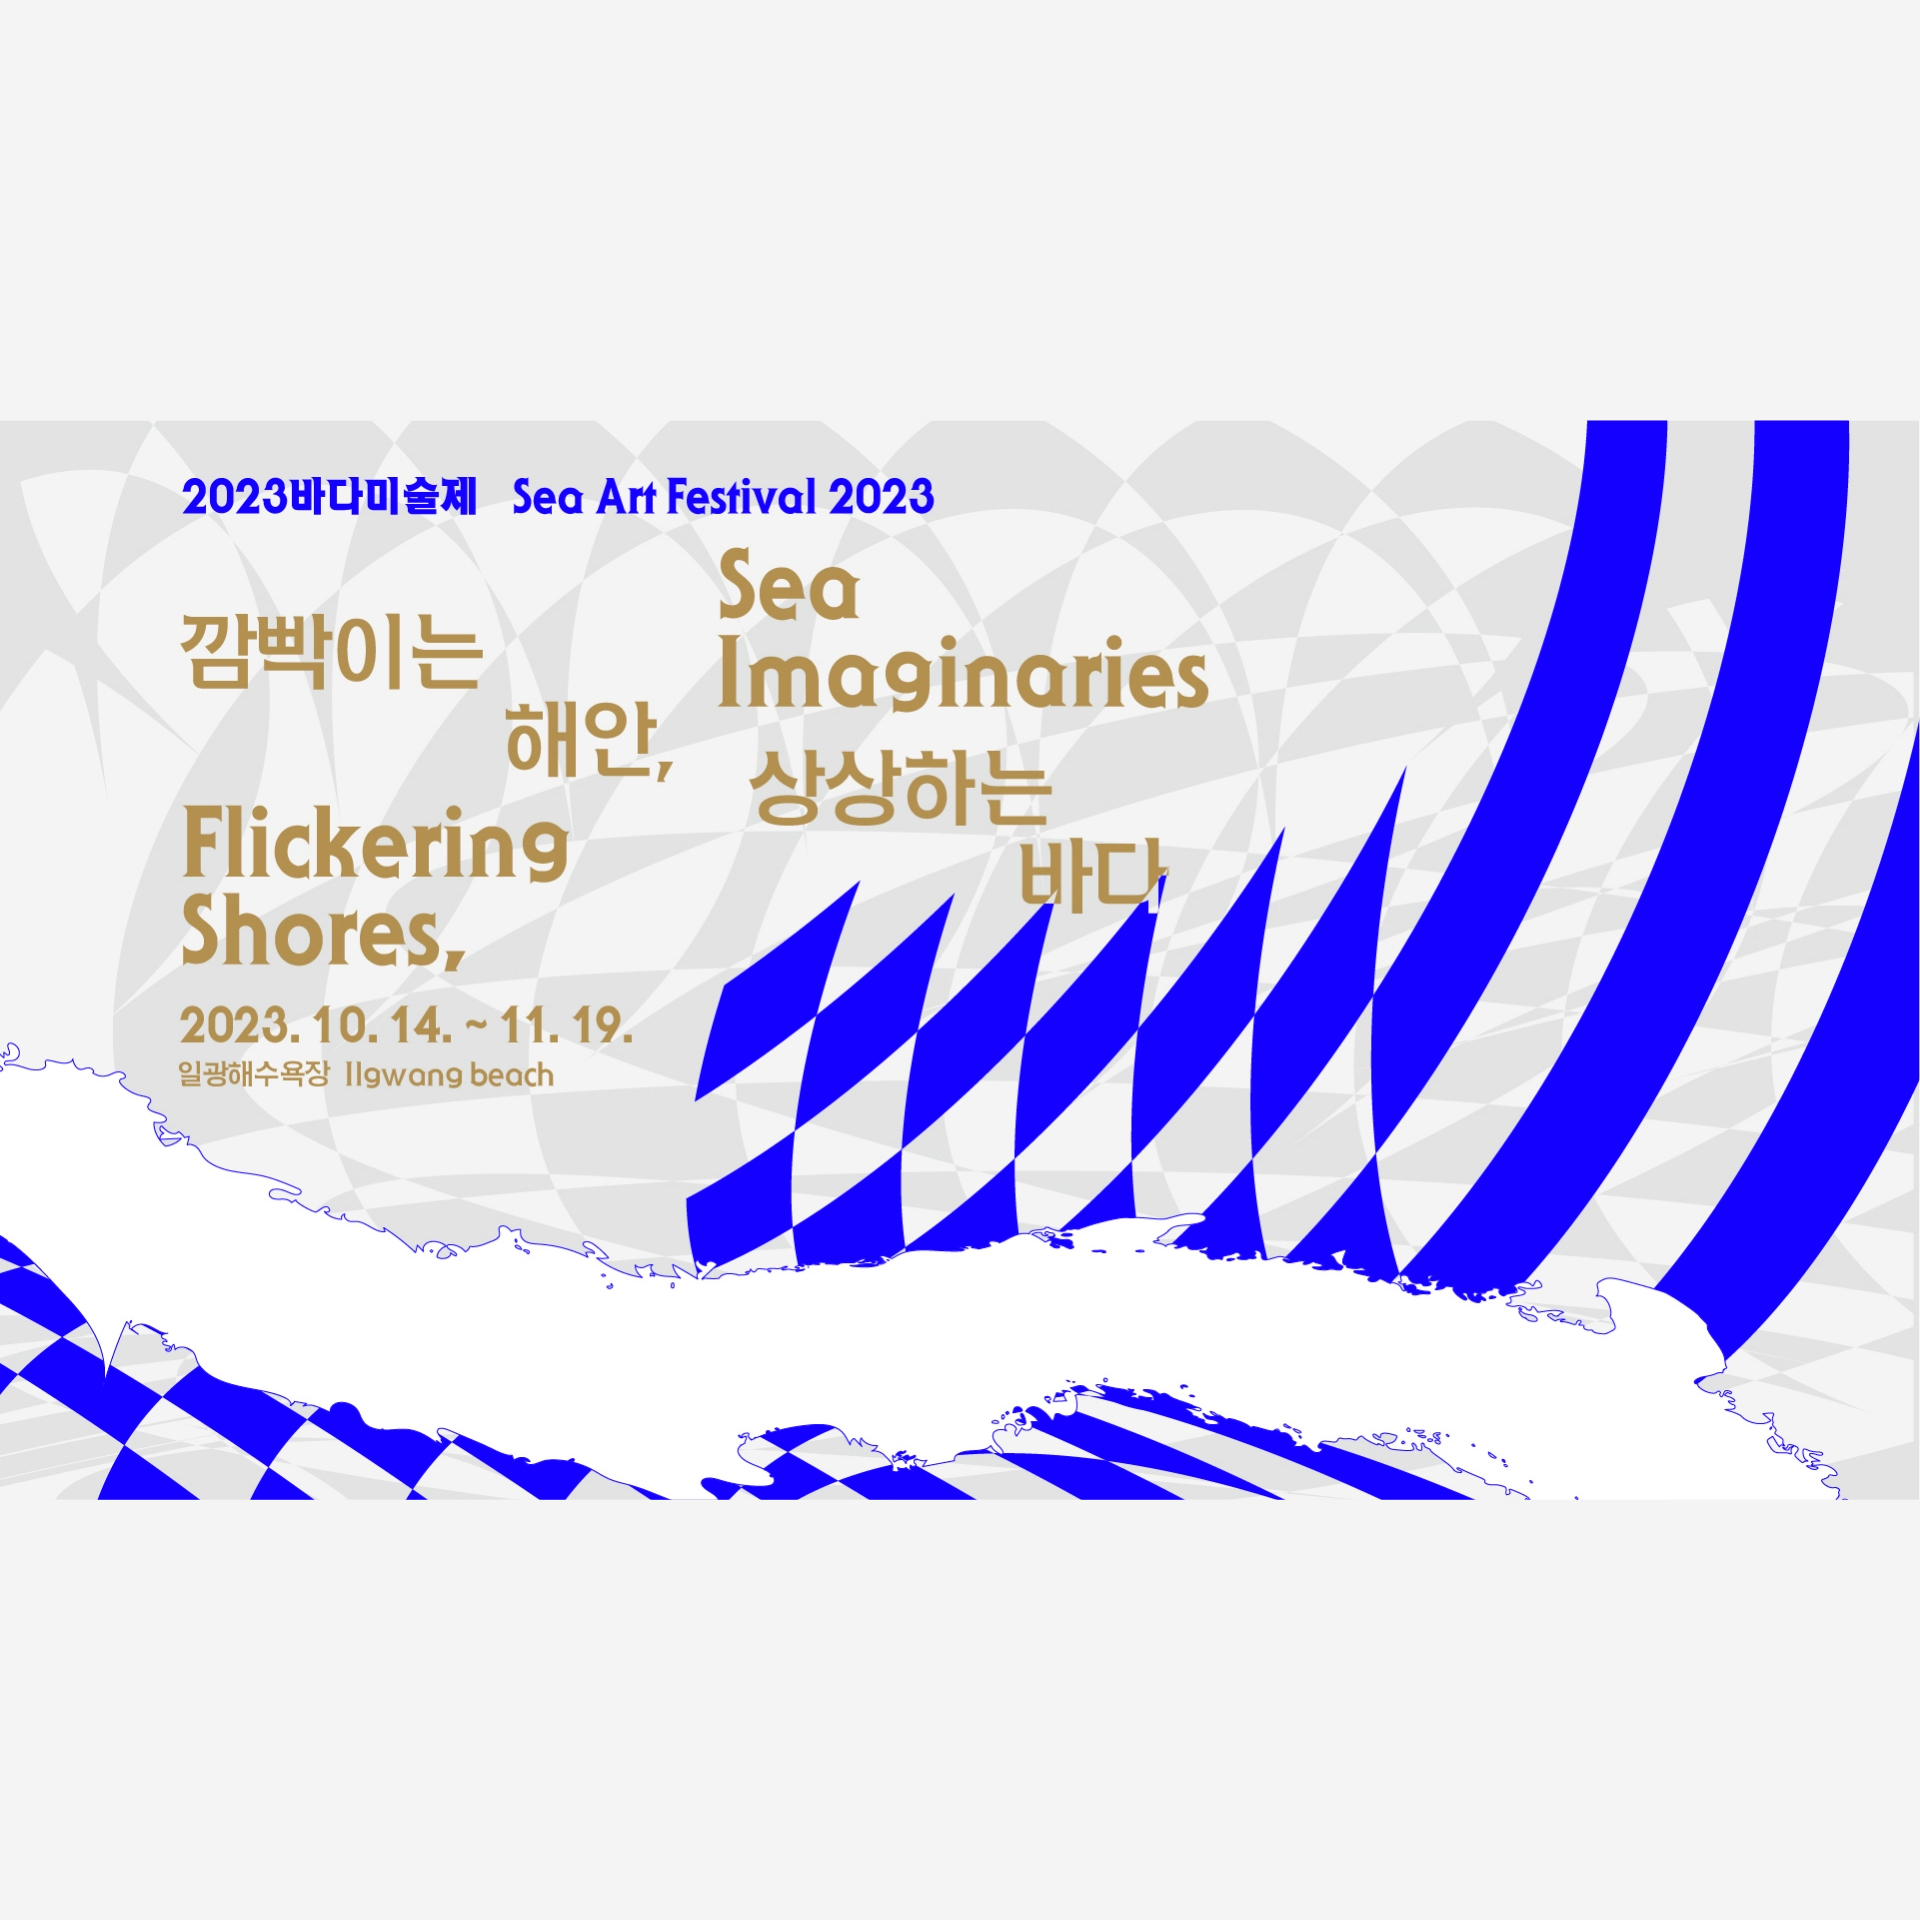 2023바다미술제 Sea Art Festival 2023
깜빡이는
해안,
Flickering
Shores,
Sea
Imaginaries
상상하는
바다
2023. 10. 14. ~ 11. 19.
일광해수욕장 Ilgwang beach